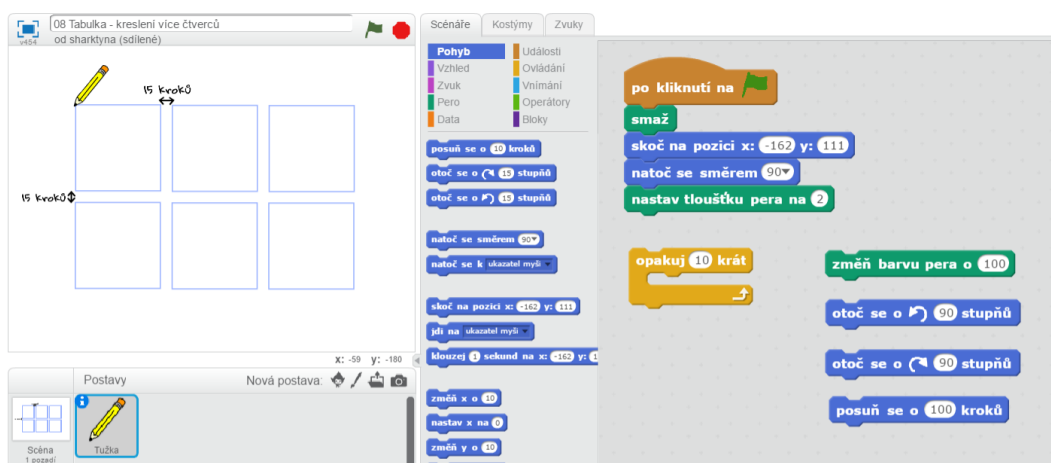 08 Tabulka - kreslení více čtverců
od sharktyna (sdílené)
v454
15 kroků
15 kroků
x: -59 y: -180
Postavy
Nová postava:
Scéna
1 pozadí
Tužka
Scénáře
Kostýmy
Zvuky
Pohyb
Události
Vzhled
Ovládání
Zvuk
Vnímání
Pero
Operátory
Data
Bloky
posuň se o 10 kroků
otoč se o 15 stupňů
otoč se o 15 stupňů
natoč se směrem 90
natoč se k ukazatel myši
skoč na pozici x: -162 y: 111
jdi na ukazatel myši
klouzej 1 sekund na x: -162 y: 1
změň x o 10
nastav x na 0
změň y o 10
po kliknutí na
smaž
skoč na pozici x: -162 y: 111
natoč se směrem 90
nastav tloušťku pera na 2
opakuj 10 krát
změň barvu pera o 100
otoč se o 90 stupňů
otoč se o 90 stupňů
posuň se o 100 kroků